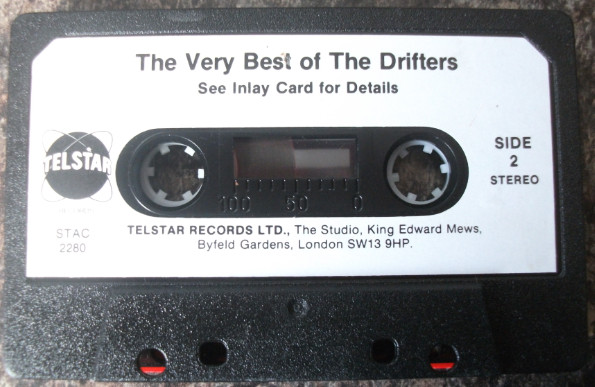 The Very Best of The Drifters
See Inlay Card for Details
TELSTAR
SIDE
2
STEREO
100 50 0
STAC
2280
TELSTAR RECORDS LTD., The Studio, King Edward Mews,
Byfeld Gardens, London SW13 9HP.